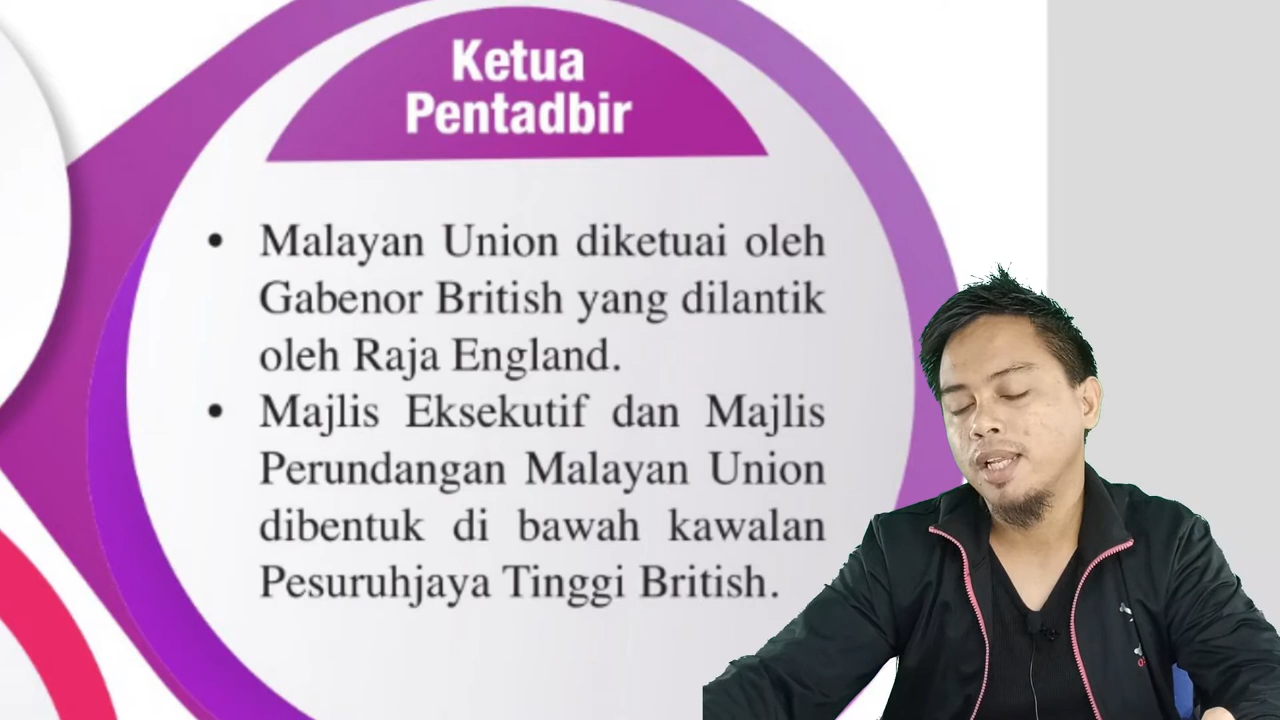 Ketua
Pentadbir
• Malayan Union diketuai oleh
Gabenor British yang dilantik
oleh Raja England.
• Majlis Eksekutif dan Majlis
Perundangan Malayan Union
dibentuk di bawah kawalan
Pesuruhjaya Tinggi British.